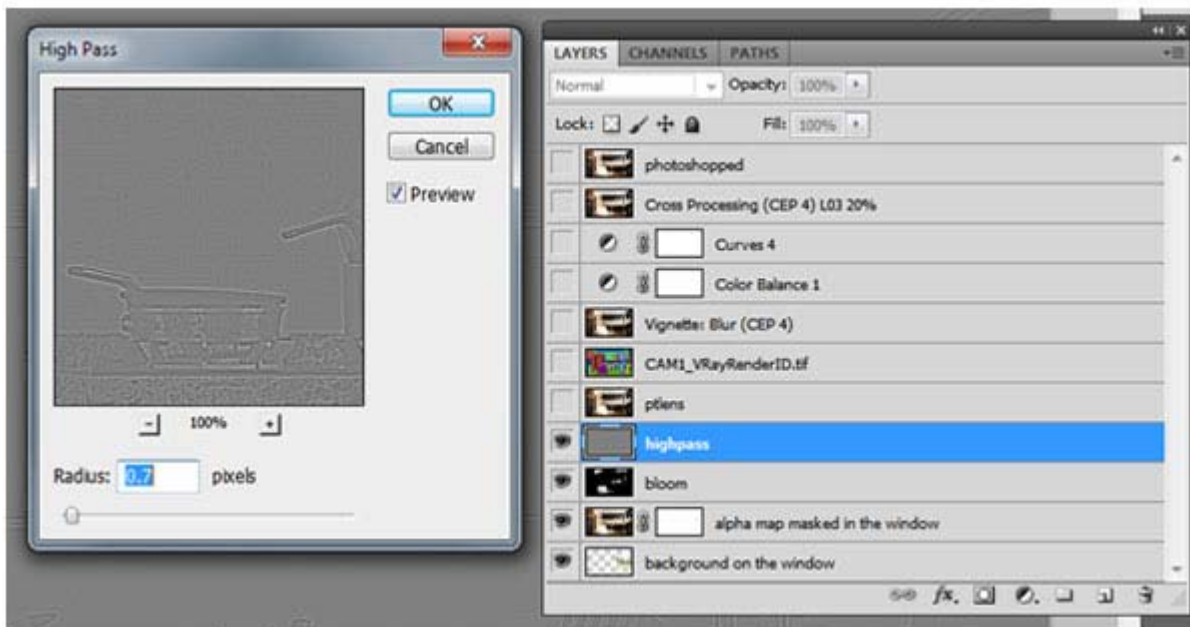 High Pass
OK
Cancel
Preview
100%
Radius: 0.7 pixels
LAYERS CHANNELS PATHS
Normal Opacity: 100%
Lock: Fill: 100%
photoshopped
Cross Processing (CEP 4) L03 20%
Curves 4
Color Balance 1
Vignette: Blur (CEP 4)
CAM1_VRayRenderID.tif
ptlens
highpass
bloom
alpha map masked in the window
background on the window
fx.